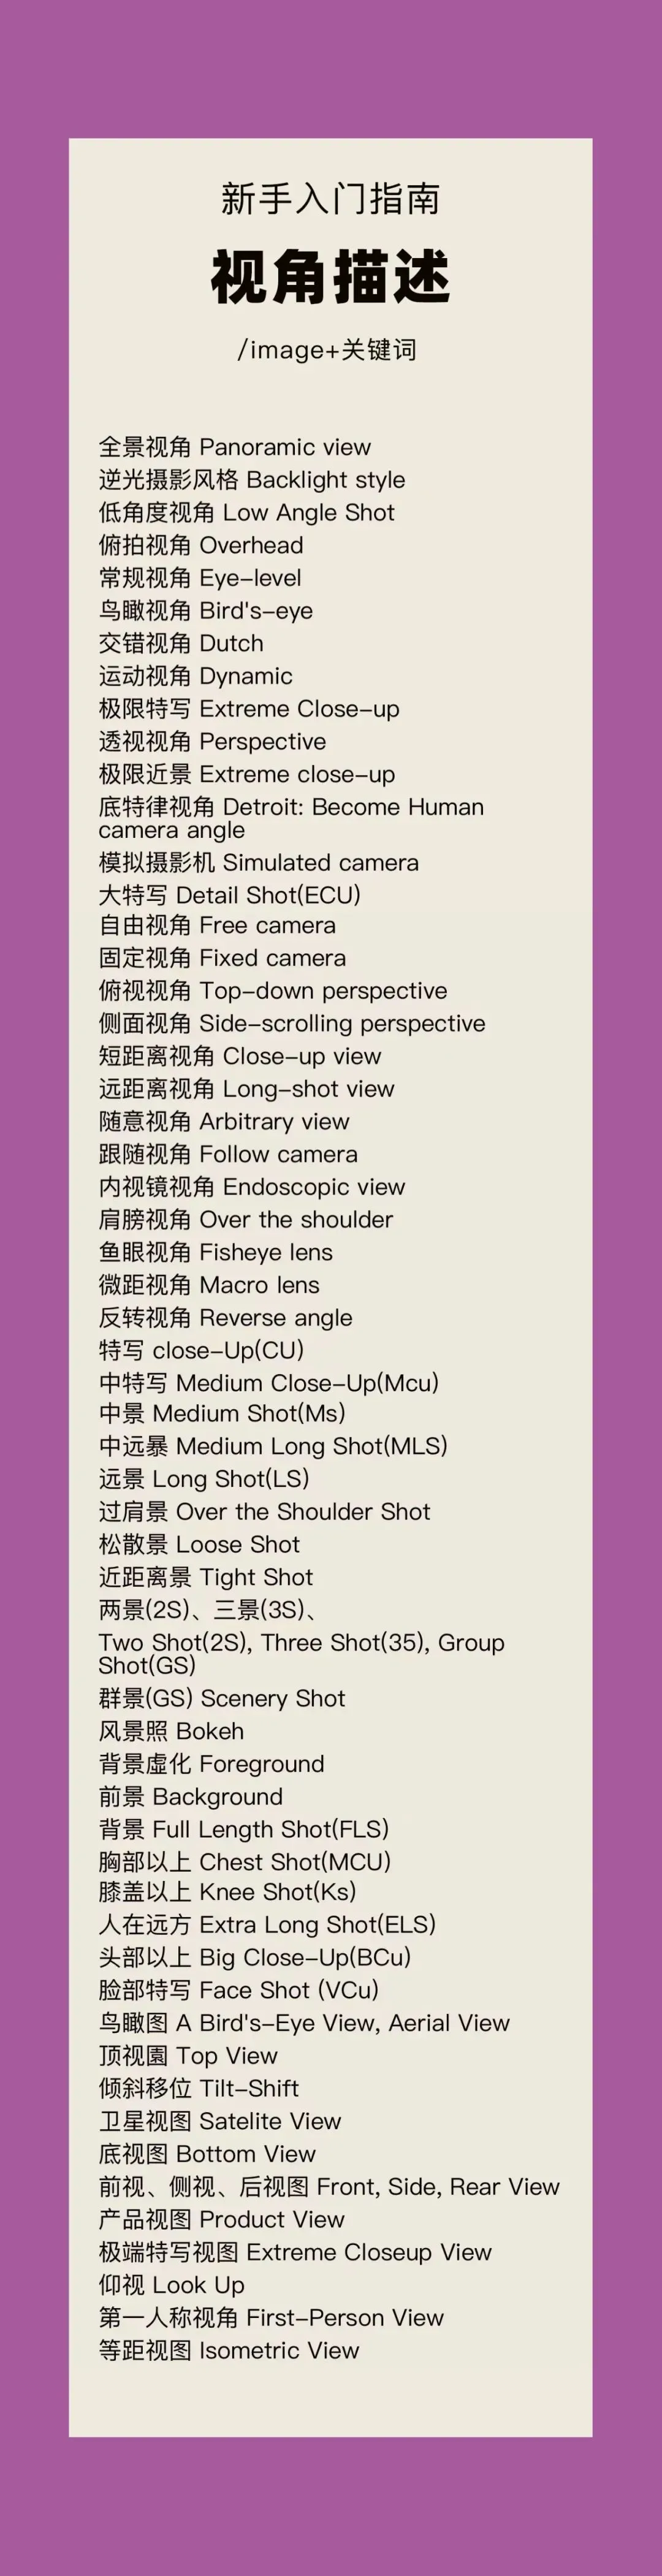 新手入门指南
视角描述
/image+关键词
全景视角 Panoramic view
逆光摄影风格 Backlight style
低角度视角 Low Angle Shot
俯拍视角 Overhead
常规视角 Eye-level
鸟瞰视角 Bird's-eye
交错视角 Dutch
运动视角 Dynamic
极限特写 Extreme Close-up
透视视角 Perspective
极限近景 Extreme close-up
底特律视角 Detroit: Become Human
camera angle
模拟摄影机 Simulated camera
大特写 Detail Shot(ECU)
自由视角 Free camera
固定视角 Fixed camera
俯视视角 Top-down perspective
侧面视角 Side-scrolling perspective
短距离视角 Close-up view
远距离视角 Long-shot view
随意视角 Arbitrary view
跟随视角 Follow camera
内视镜视角 Endoscopic view
肩膀视角 Over the shoulder
鱼眼视角 Fisheye lens
微距视角 Macro lens
反转视角 Reverse angle
特写 close-Up(CU)
中特写 Medium Close-Up(Mcu)
中景 Medium Shot(Ms)
中远暴 Medium Long Shot(MLS)
远景 Long Shot(LS)
过肩景 Over the Shoulder Shot
松散景 Loose Shot
近距离景 Tight Shot
两景(2S)、三景(3S)、
Two Shot(2S), Three Shot(35), Group
Shot(GS)
群景(GS) Scenery Shot
风景照 Bokeh
背景虚化 Foreground
前景 Background
背景 Full Length Shot(FLS)
胸部以上 Chest Shot(MCU)
膝盖以上 Knee Shot(Ks)
人在远方 Extra Long Shot(ELS)
头部以上 Big Close-Up(BCu)
脸部特写 Face Shot (VCu)
鸟瞰图 A Bird's-Eye View, Aerial View
顶视園 Top View
倾斜移位 Tilt-Shift
卫星视图 Satelite View
底视图 Bottom View
前视、侧视、后视图 Front, Side, Rear View
产品视图 Product View
极端特写视图 Extreme Closeup View
仰视 Look Up
第一人称视角 First-Person View
等距视图 Isometric View